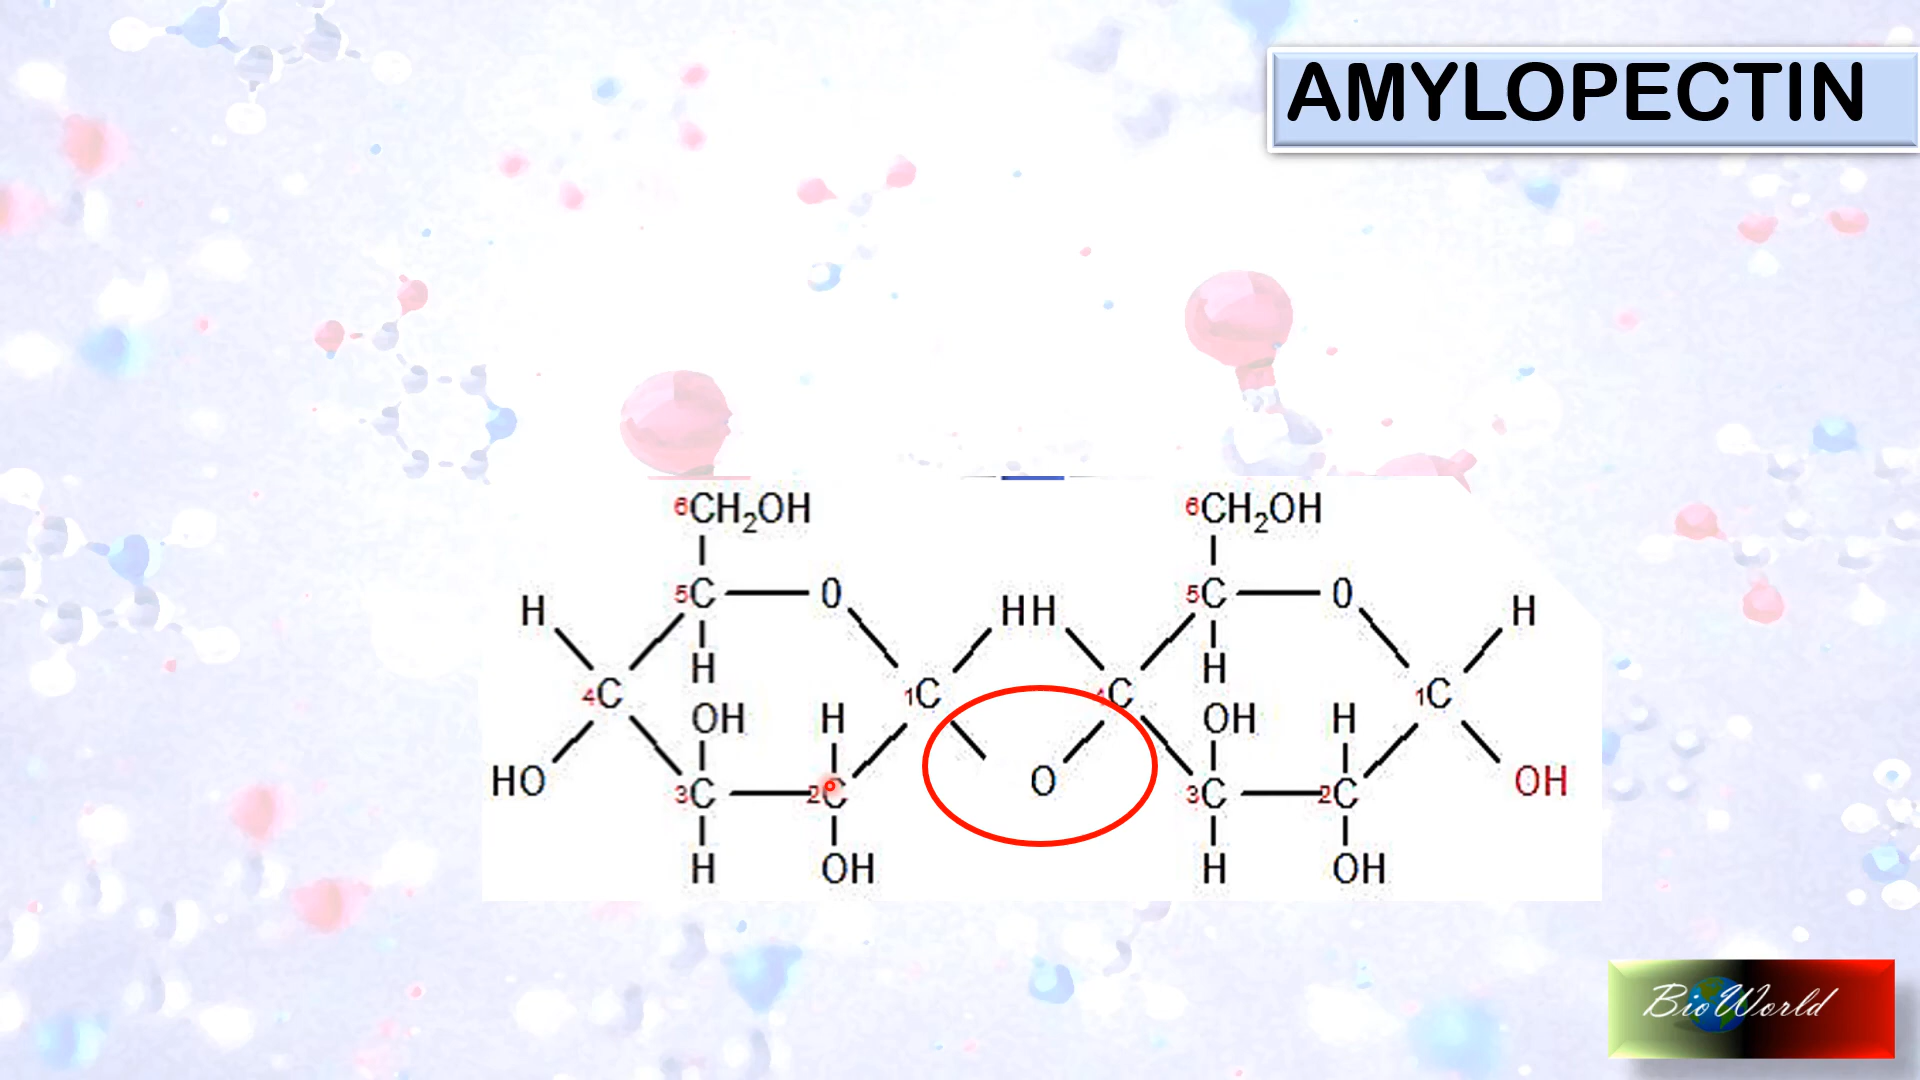 AMYLOPECTIN
6CH2OH 6CH2OH
5C O 5C O
H H H H H
H H
4C 1C 4C 1C
OH H OH H
HO O OH
3C 2C 3C 2C
H OH H OH
BioWorld